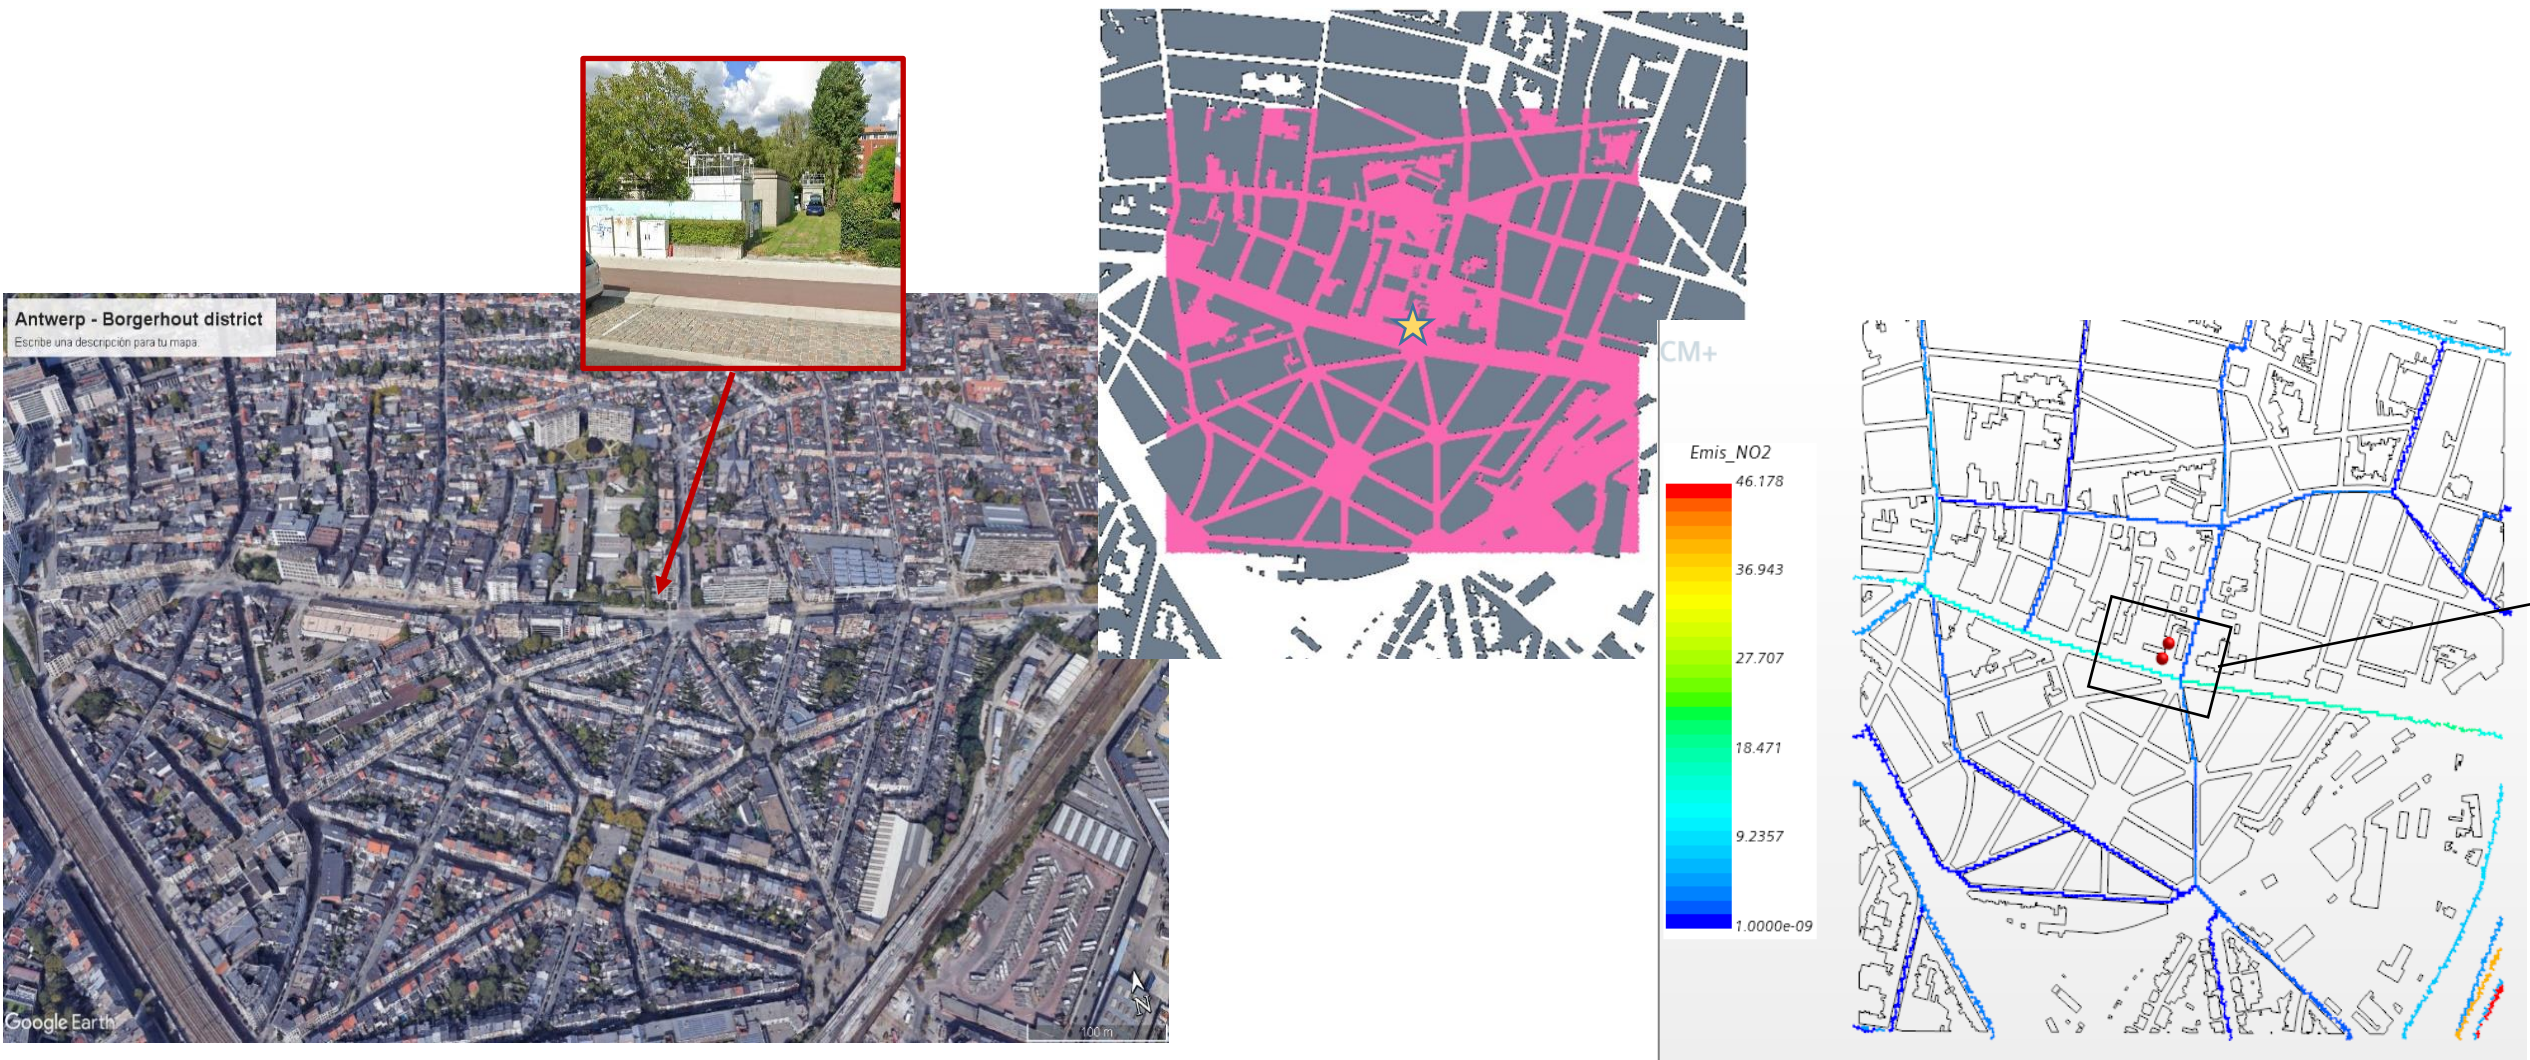 Antwerp - Borgerhout district
Escribe una descripción para tu mapa.
Google Earth
N
100 m
CM+
Emis_NO2
46.178
36.943
27.707
18.471
9.2357
1.0000e-09